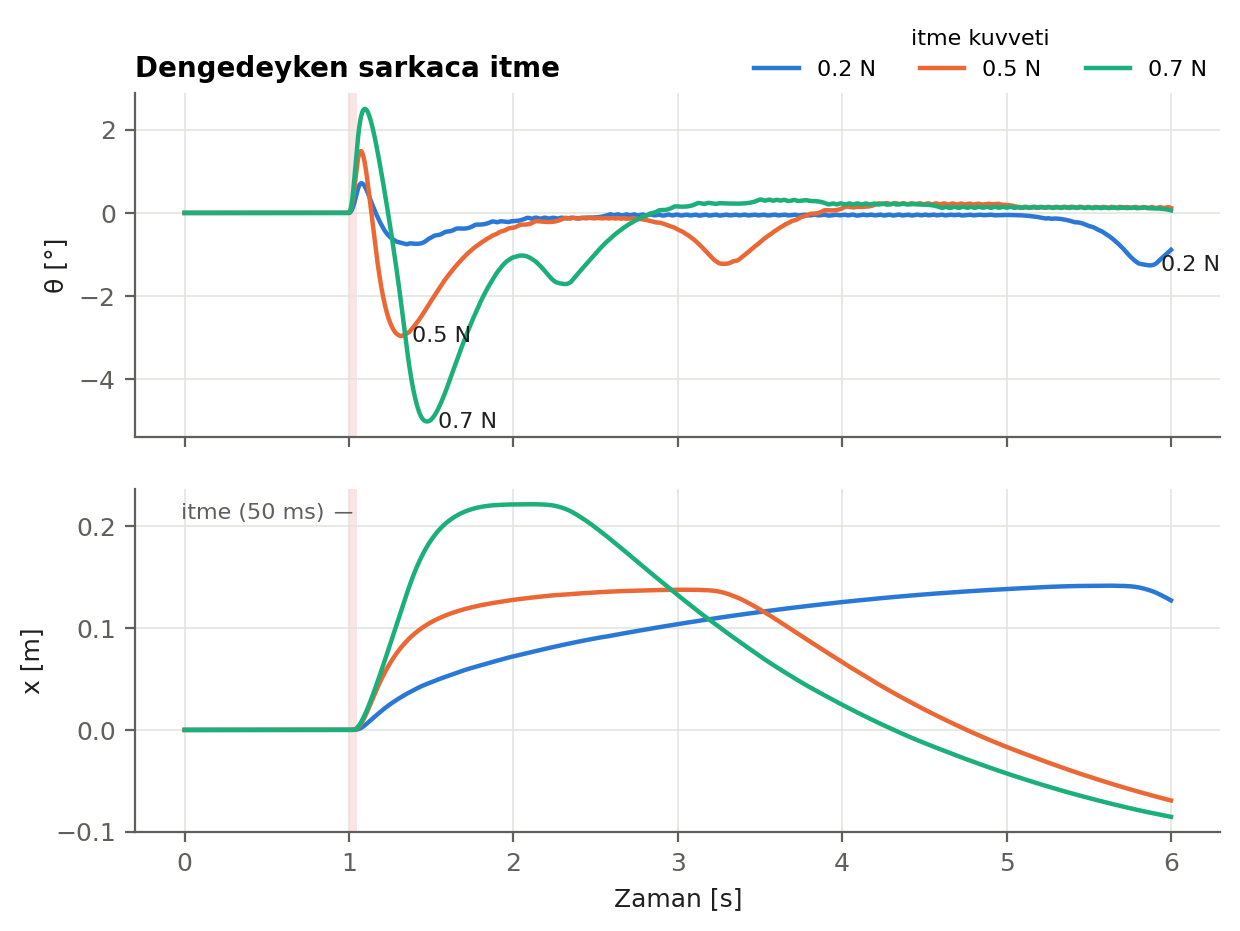 itme kuvveti
Dengedeyken sarkaca itme
0.2 N 0.5 N 0.7 N
2
0
−2
−4
θ [°]
0.2 N
0.5 N
0.7 N
itme (50 ms) —
0.2
0.1
0.0
−0.1
x [m]
0 1 2 3 4 5 6
Zaman [s]